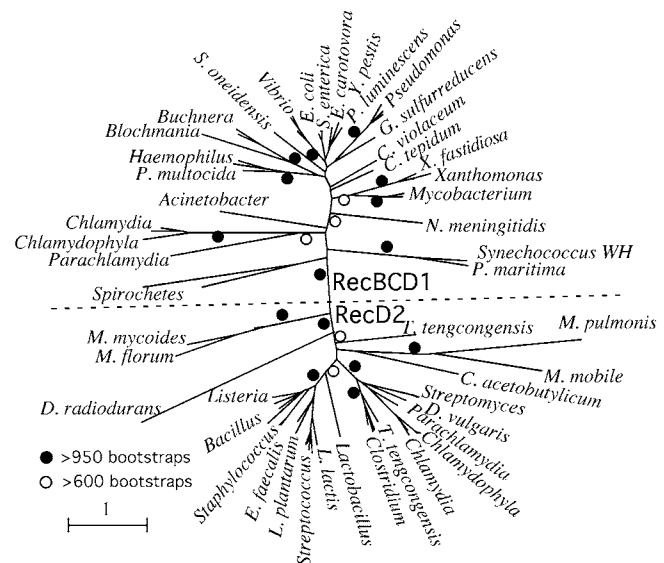 S. oneidensis
Vibrio
E. coli
S. enterica
E. carotovora
Y. pestis
P. luminescens
Pseudomonas
G. sulfurreducens
C. violaceum
C. tepidum
X. fastidiosa
Xanthomonas
Mycobacterium
N. meningitidis
Synechococcus WH
P. maritima
Buchnera
Blochmania
Haemophilus
P. multocida
Acinetobacter
Chlamydia
Chlamydophyla
Parachlamydia
Spirochetes
RecBCD1
RecD2
M. mycoides
M. florum
D. radiodurans
T. tengcongensis
M. pulmonis
M. mobile
C. acetobutylicum
Streptomyces
D. vulgaris
Parachlamydia
Chlamydophyla
Chlamydia
T. tengcongensis
Clostridium
Lactobacillus
L. lactis
Streptococcus
L. plantarum
E. faecalis
Staphylococcus
Bacillus
Listeria
>950 bootstraps
>600 bootstraps
1